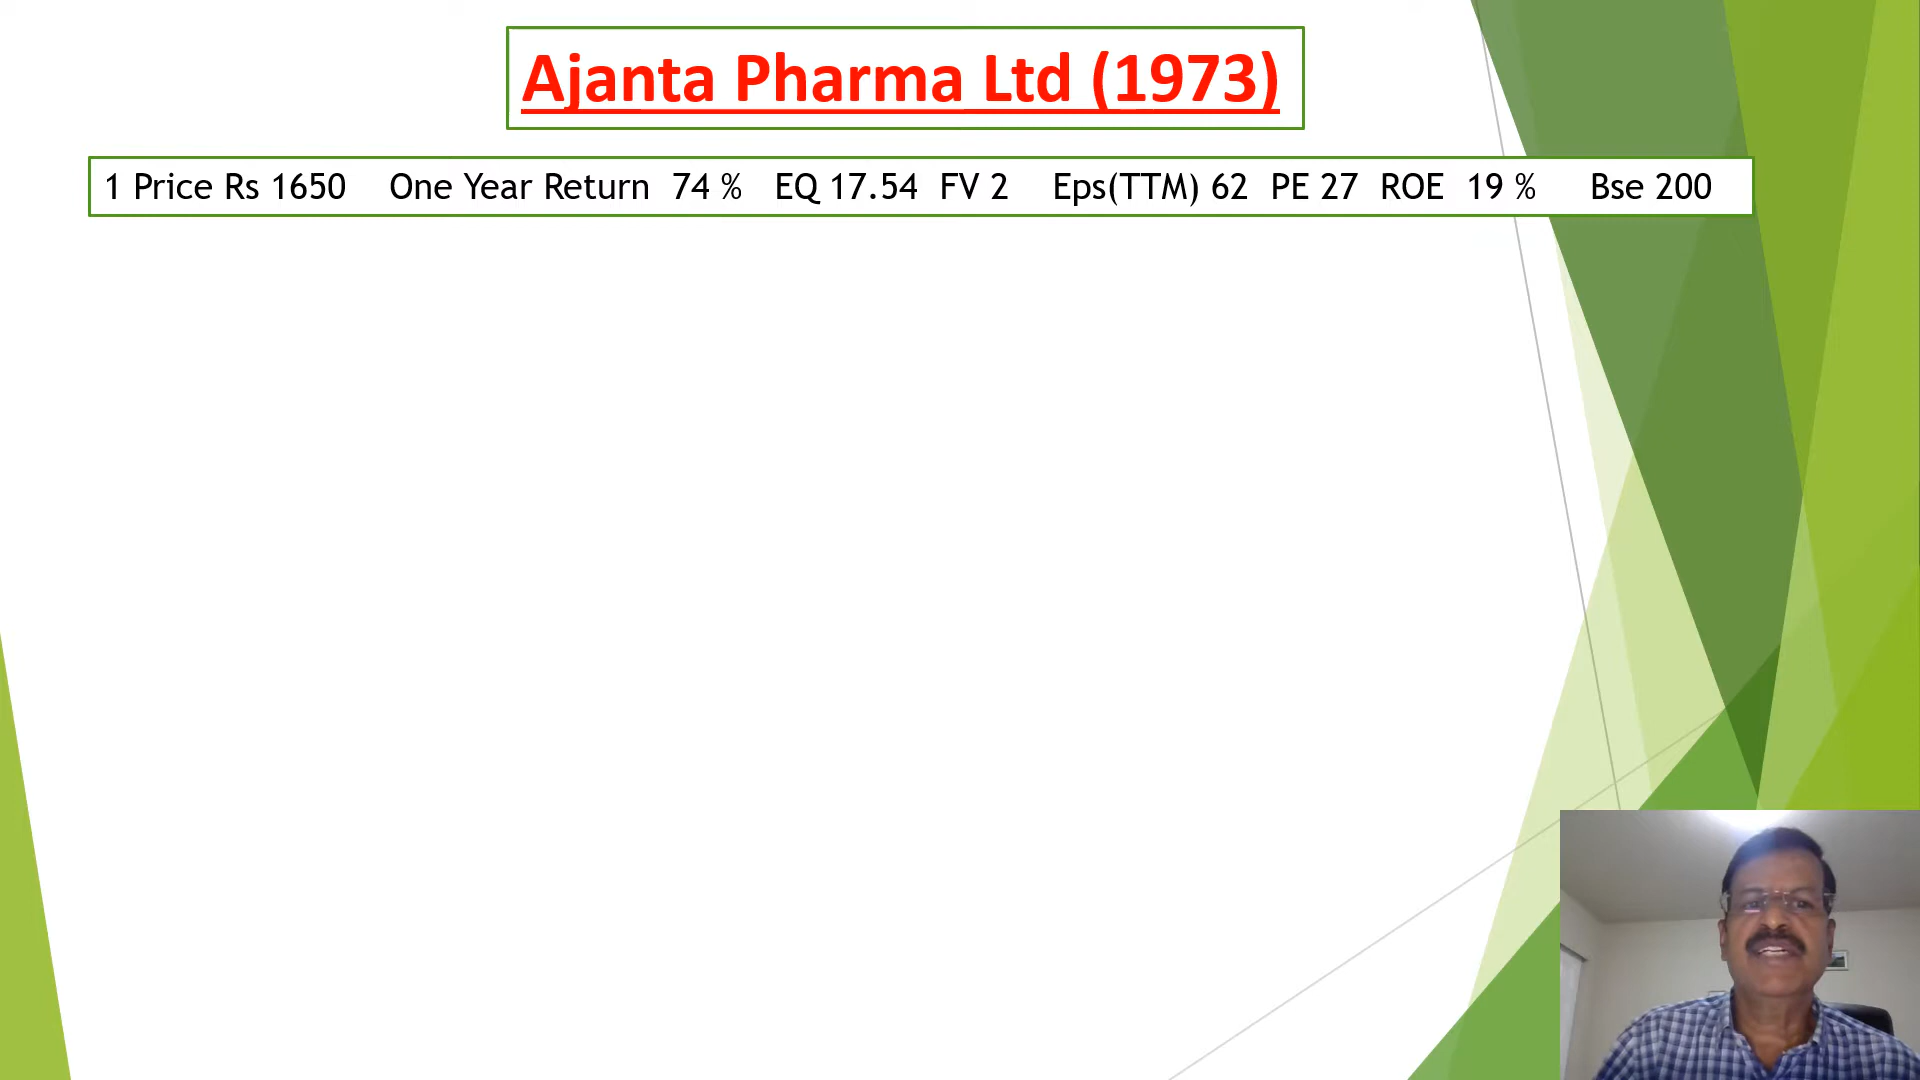 Ajanta Pharma Ltd (1973)
1 Price Rs 1650 One Year Return 74 % EQ 17.54 FV 2 Eps(TTM) 62 PE 27 ROE 19 % Bse 200